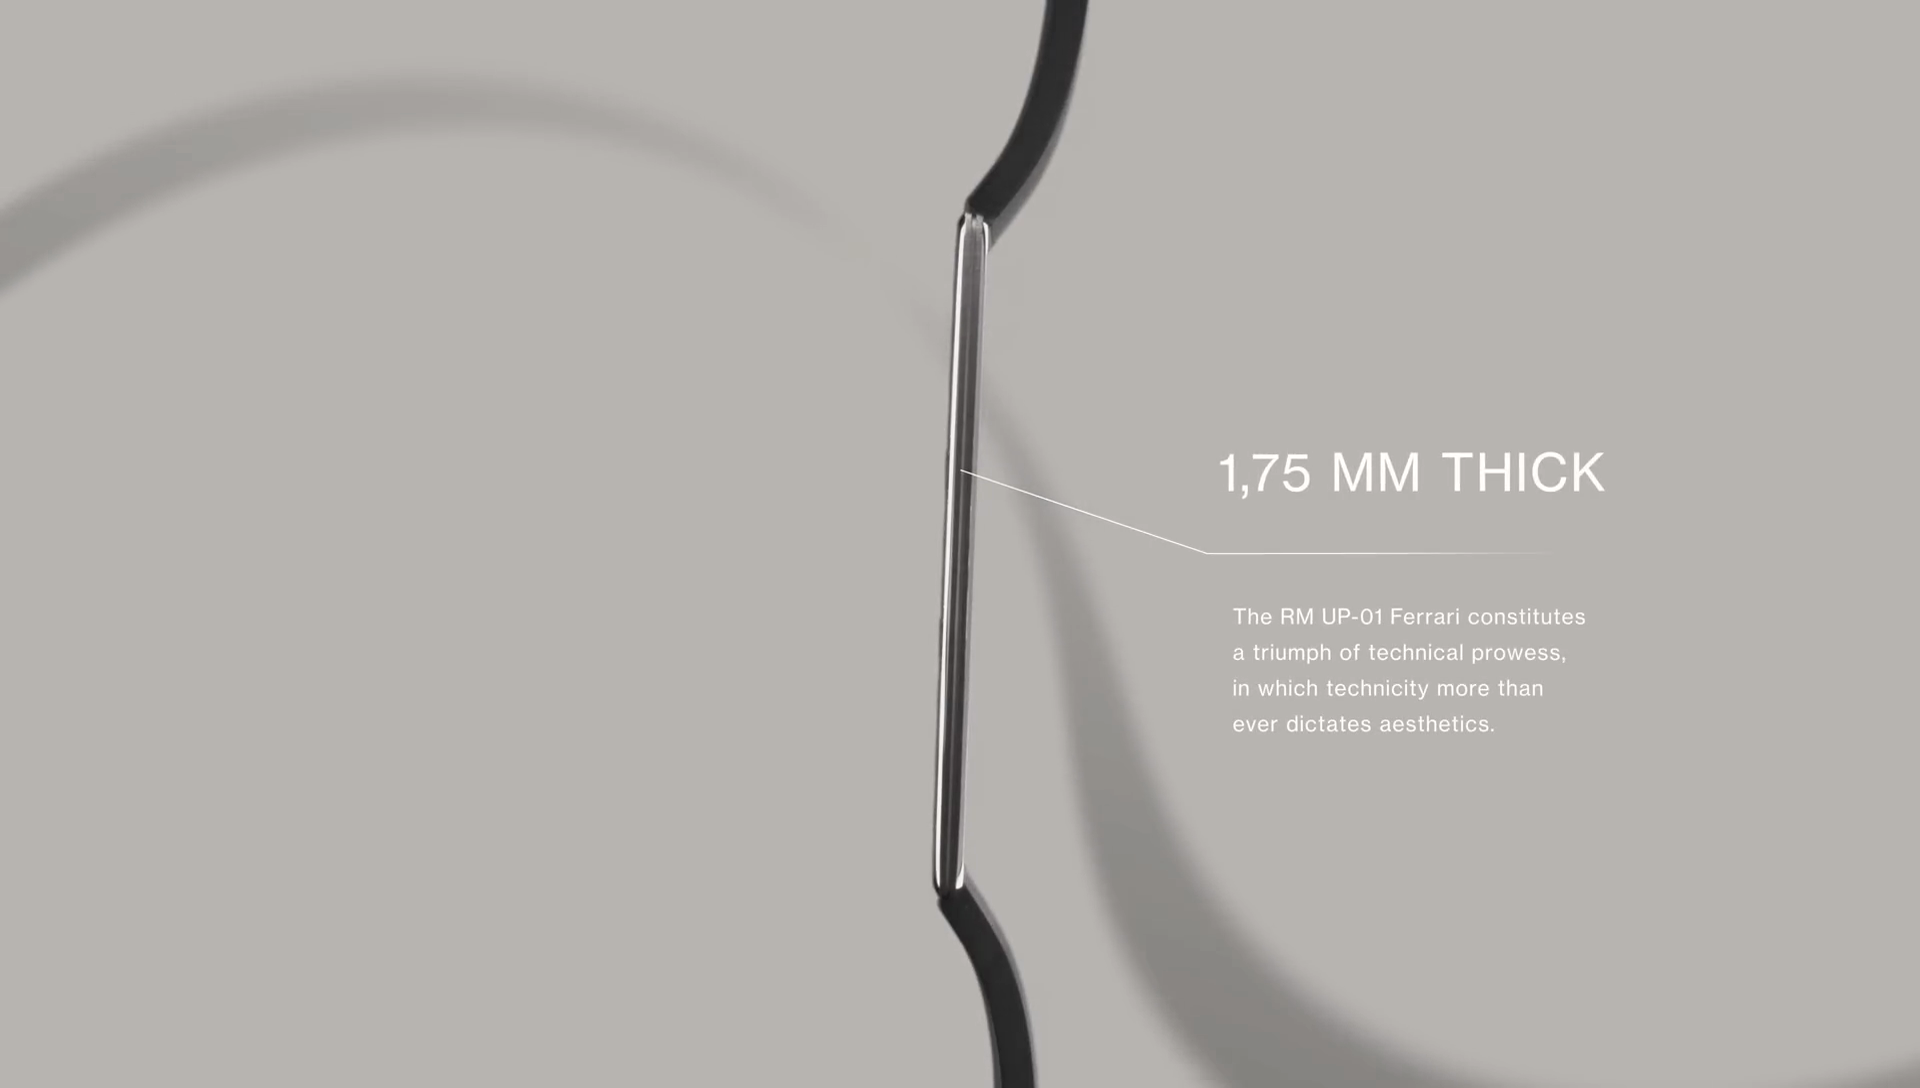 1,75 MM THICK
The RM UP-01 Ferrari constitutes
a triumph of technical prowess,
in which technicity more than
ever dictates aesthetics.